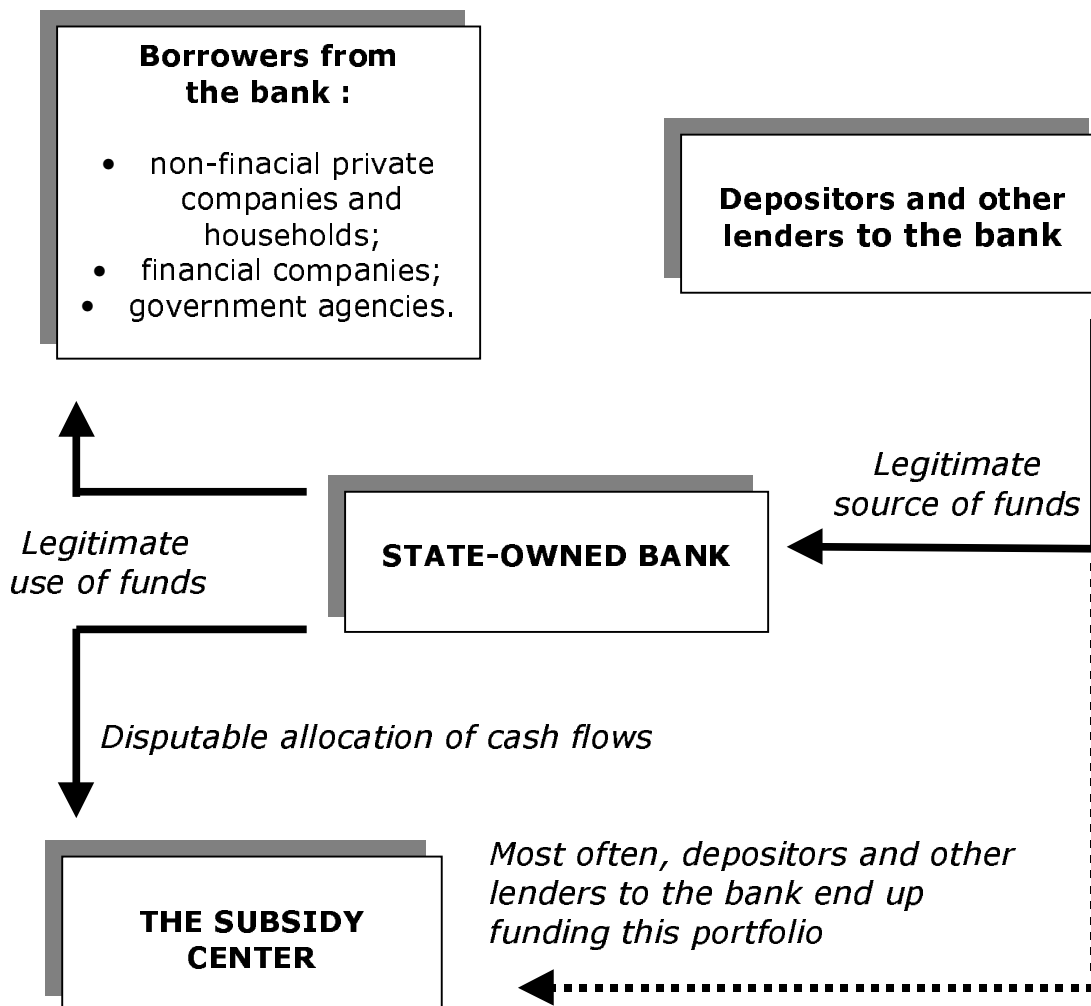 Borrowers from
the bank :
• non-finacial private
companies and
households;
• financial companies;
• government agencies.
Depositors and other
lenders to the bank
Legitimate
source of funds
STATE-OWNED BANK
Legitimate
use of funds
Disputable allocation of cash flows
THE SUBSIDY
CENTER
Most often, depositors and other
lenders to the bank end up
funding this portfolio